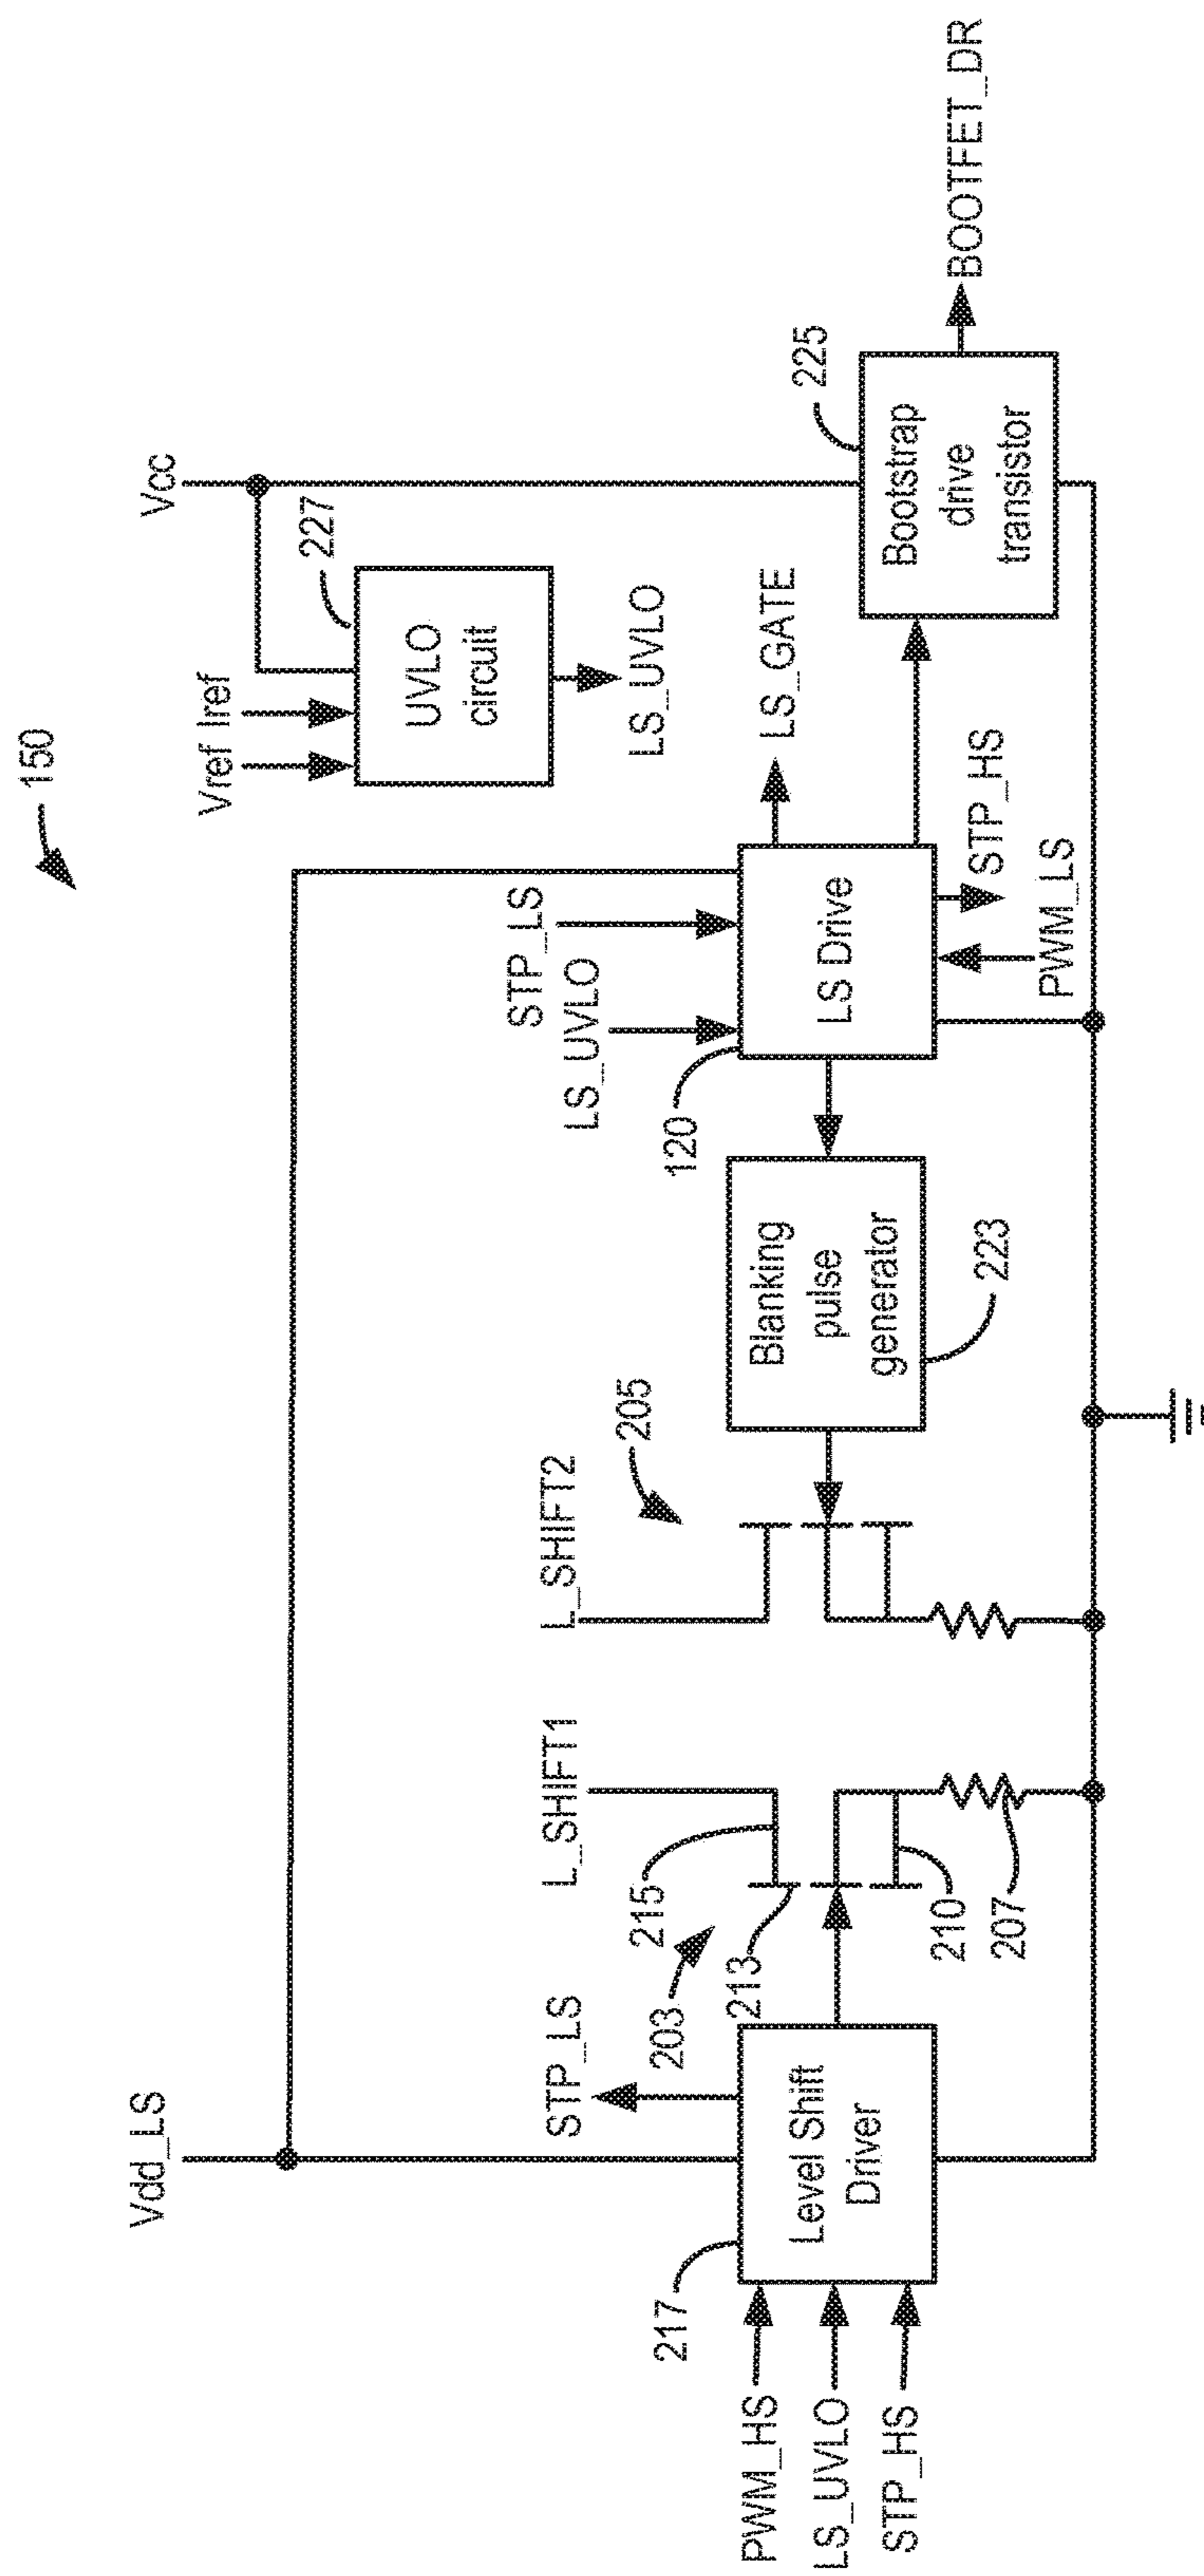 150
Vdd_LS
Vcc
Vref Iref
227
UVLO
circuit
LS_UVLO
STP_LS
L_SHIFT1
L_SHIFT2
STP_LS
LS_UVLO
205
215
203
213
217
Level Shift
Driver
PWM_HS
LS_UVLO
STP_HS
210
207
Blanking
pulse
generator
223
120
LS Drive
LS_GATE
STP_HS
PWM_LS
225
Bootstrap
drive
transistor
BOOTFET_DR